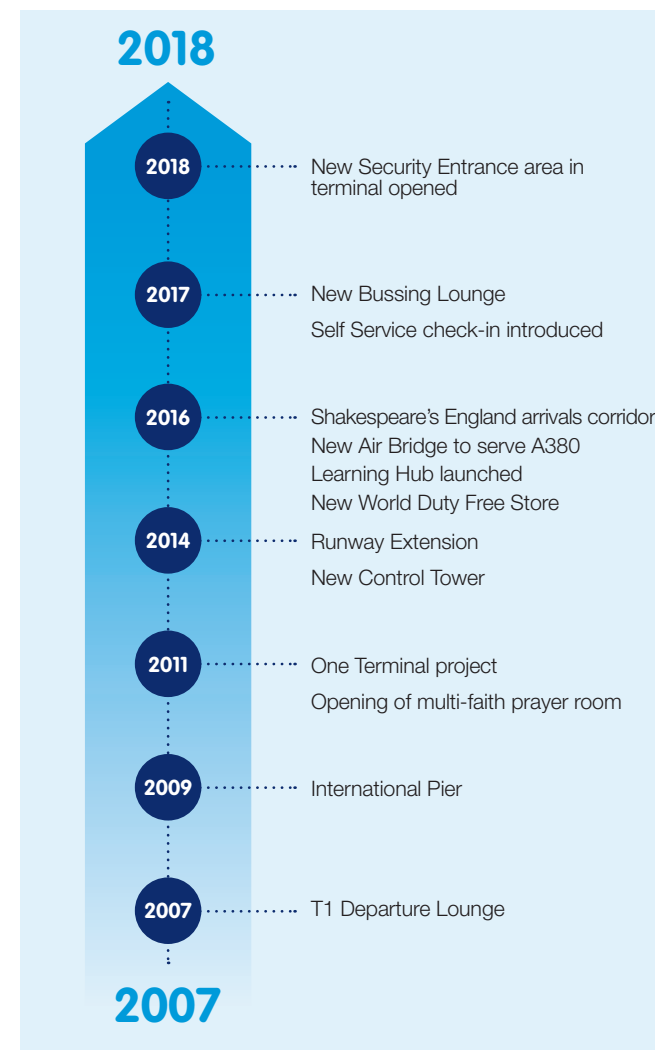 2018
2018
New Security Entrance area in
terminal opened
2017
New Bussing Lounge
Self Service check-in introduced
2016
Shakespeare's England arrivals corridor
New Air Bridge to serve A380
Learning Hub launched
New World Duty Free Store
2014
Runway Extension
New Control Tower
2011
One Terminal project
Opening of multi-faith prayer room
2009
International Pier
2007
T1 Departure Lounge
2007